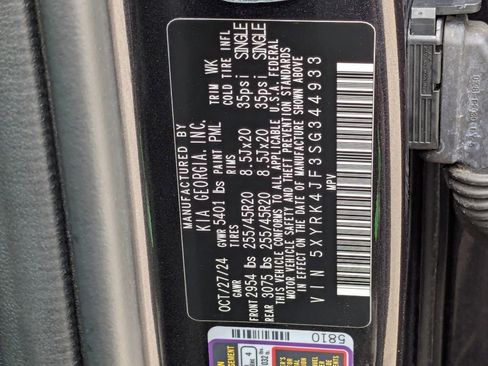 MANUFACTURED BY
KIA GEORGIA, INC.
OCT/27/24 GVWR 5401 lbs PAINT PML TRIM WK
GAWR TIRES RIMS COLD TIRE INFL
FRONT 2954 lbs 255/45R20 8.5Jx20 35psi SINGLE
REAR 3075 lbs 255/45R20 8.5Jx20 35psi SINGLE
THIS VEHICLE CONFORMS TO ALL APPLICABLE U.S.A. FEDERAL
MOTOR VEHICLE SAFETY AND THEFT PREVENTION STANDARDS
IN EFFECT ON THE DATE OF MANUFACTURE SHOWN ABOVE
VIN 5XYRK4JF3SG344933
MPV
5810
4